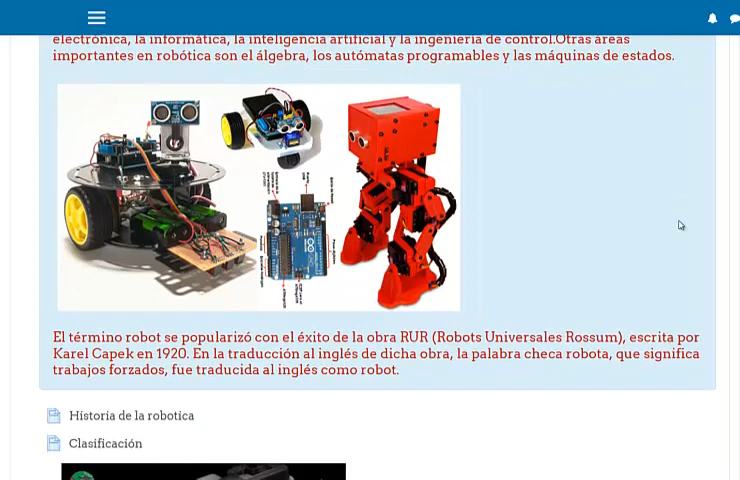 electrónica, la informática, la inteligencia artificial y la ingeniería de control.Otras áreas
importantes en robótica son el álgebra, los autómatas programables y las máquinas de estados.
El término robot se popularizó con el éxito de la obra RUR (Robots Universales Rossum), escrita por
Karel Capek en 1920. En la traducción al inglés de dicha obra, la palabra checa robota, que significa
trabajos forzados, fue traducida al inglés como robot.
Historia de la robotica
Clasificación